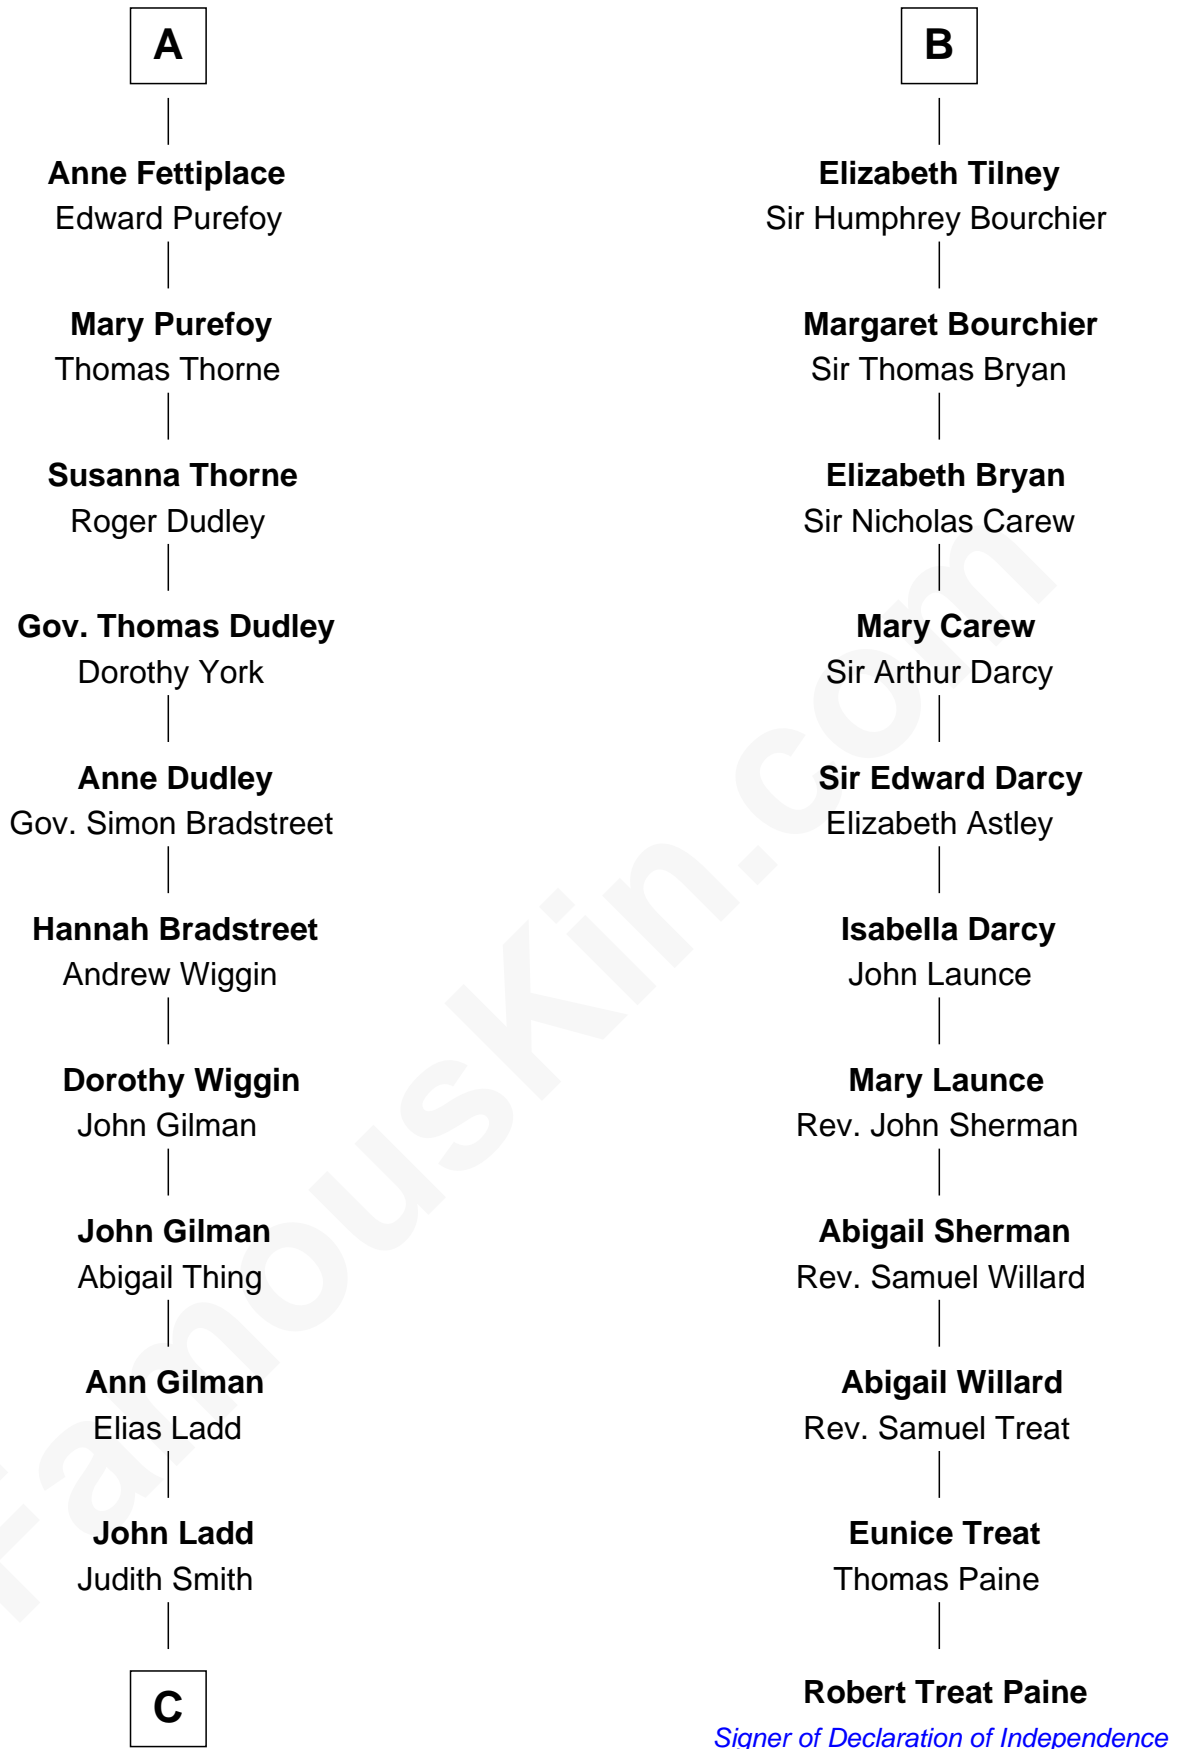 A
Anne Fettiplace
Edward Purefoy
Mary Purefoy
Thomas Thorne
Susanna Thorne
Roger Dudley
Gov. Thomas Dudley
Dorothy York
Anne Dudley
Gov. Simon Bradstreet
Hannah Bradstreet
Andrew Wiggin
Dorothy Wiggin
John Gilman
John Gilman
Abigail Thing
Ann Gilman
Elias Ladd
John Ladd
Judith Smith
C
B
Elizabeth Tilney
Sir Humphrey Bourchier
Margaret Bourchier
Sir Thomas Bryan
Elizabeth Bryan
Sir Nicholas Carew
Mary Carew
Sir Arthur Darcy
Sir Edward Darcy
Elizabeth Astley
Isabella Darcy
John Launce
Mary Launce
Rev. John Sherman
Abigail Sherman
Rev. Samuel Willard
Abigail Willard
Rev. Samuel Treat
Eunice Treat
Thomas Paine
Robert Treat Paine
Signer of Declaration of Independence
FamousKin.com